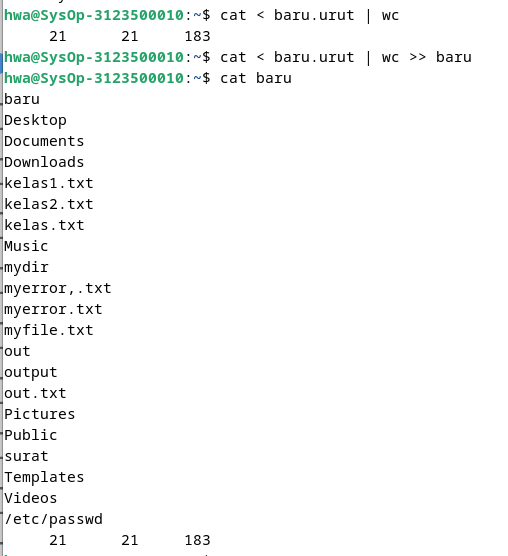 hwa@SysOp-3123500010:~$ cat < baru.urut | wc
     21      21     183
hwa@SysOp-3123500010:~$ cat < baru.urut | wc >> baru
hwa@SysOp-3123500010:~$ cat baru
baru
Desktop
Documents
Downloads
kelas1.txt
kelas2.txt
kelas.txt
Music
mydir
myerror,.txt
myerror.txt
myfile.txt
out
output
out.txt
Pictures
Public
surat
Templates
Videos
/etc/passwd
     21      21     183